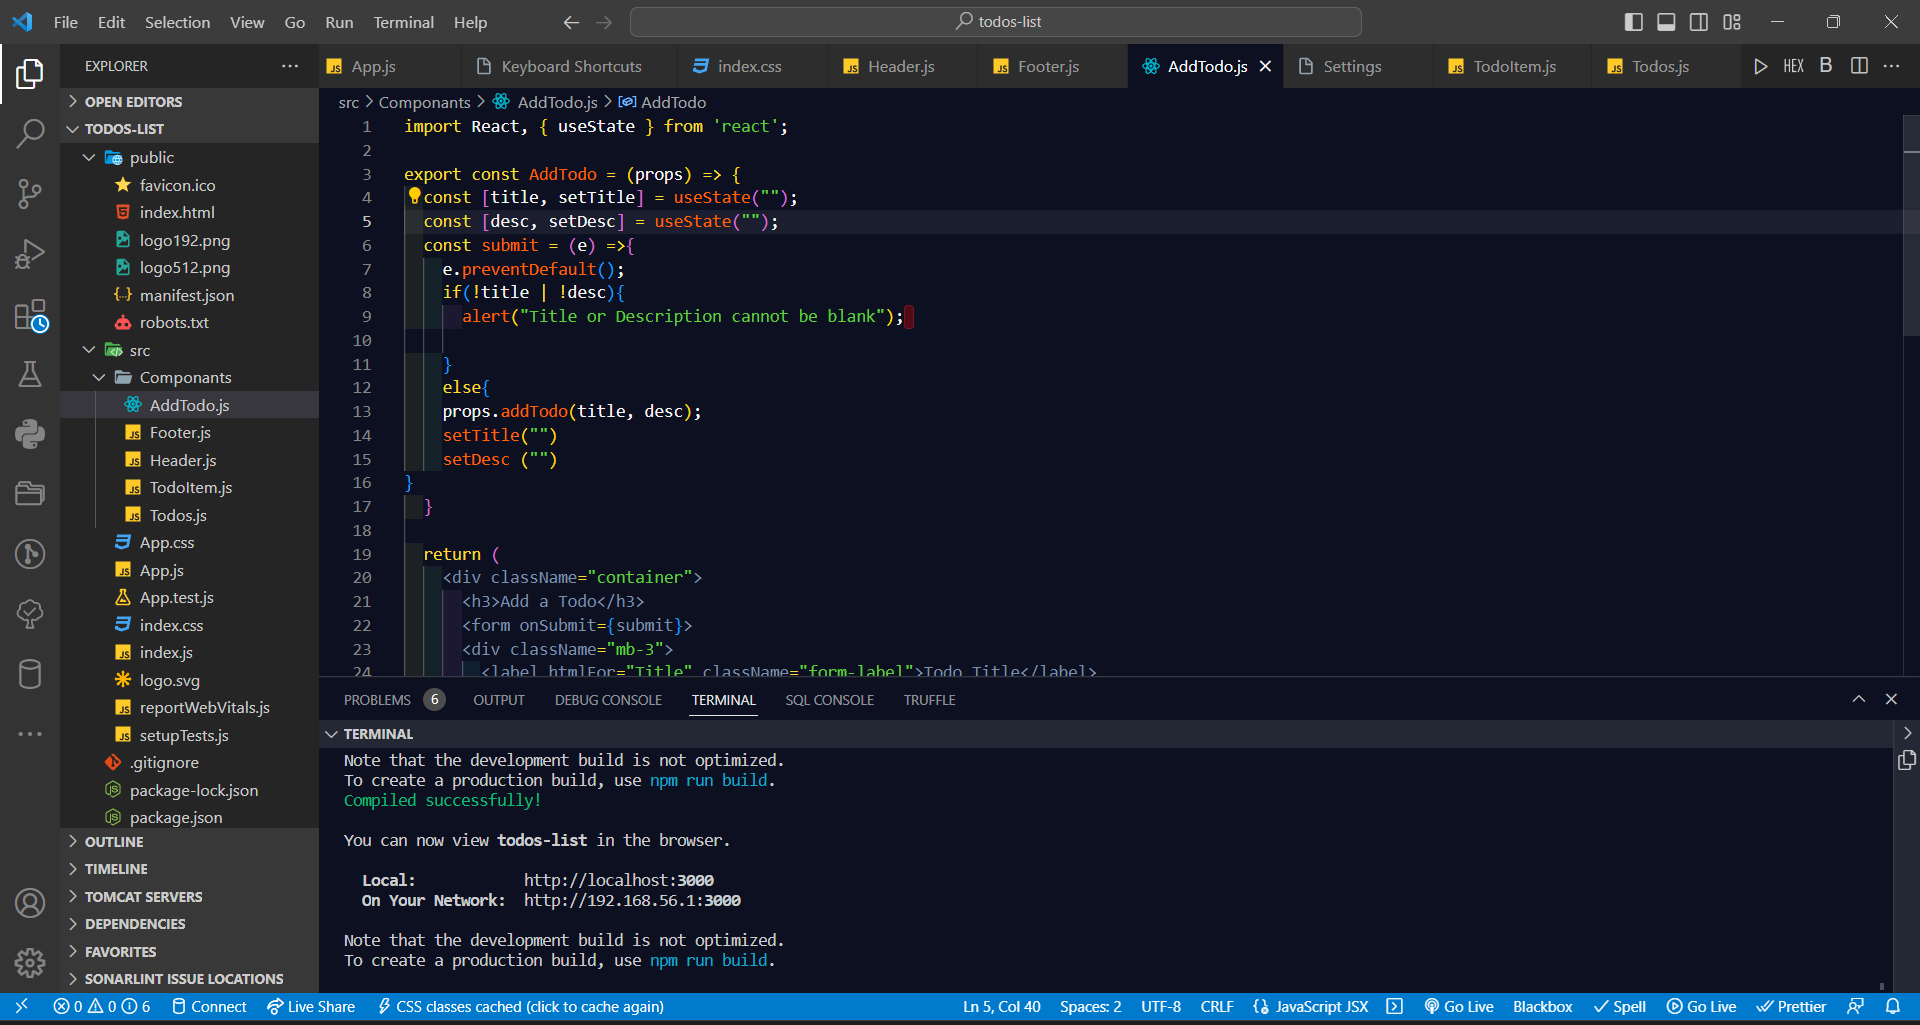 File Edit Selection View Go Run Terminal Help todos-list
EXPLORER
OPEN EDITORS
TODOS-LIST
public
favicon.ico
index.html
logo192.png
logo512.png
manifest.json
robots.txt
src
Componants
AddTodo.js
Footer.js
Header.js
TodoItem.js
Todos.js
App.css
App.js
App.test.js
index.css
index.js
logo.svg
reportWebVitals.js
setupTests.js
.gitignore
package-lock.json
package.json
OUTLINE
TIMELINE
TOMCAT SERVERS
DEPENDENCIES
FAVORITES
SONARLINT ISSUE LOCATIONS
App.js Keyboard Shortcuts index.css Header.js Footer.js AddTodo.js Settings TodoItem.js Todos.js HEX B
src > Componants > AddTodo.js > AddTodo
1 import React, { useState } from 'react';
2
3 export const AddTodo = (props) => {
4 const [title, setTitle] = useState("");
5 const [desc, setDesc] = useState("");
6 const submit = (e) =>{
7 e.preventDefault();
8 if(!title | !desc){
9 alert("Title or Description cannot be blank");
10
11 }
12 else{
13 props.addTodo(title, desc);
14 setTitle("")
15 setDesc ("")
16 }
17 }
18
19 return (
20 <div className="container">
21 <h3>Add a Todo</h3>
22 <form onSubmit={submit}>
23 <div className="mb-3">
24 <label htmlFor="Title" className="form-label">Todo Title</label>
PROBLEMS 6 OUTPUT DEBUG CONSOLE TERMINAL SQL CONSOLE TRUFFLE
TERMINAL
Note that the development build is not optimized.
To create a production build, use npm run build.
Compiled successfully!
You can now view todos-list in the browser.
Local: http://localhost:3000
On Your Network: http://192.168.56.1:3000
Note that the development build is not optimized.
To create a production build, use npm run build.
0 0 6 Connect Live Share CSS classes cached (click to cache again) Ln 5, Col 40 Spaces: 2 UTF-8 CRLF JavaScript JSX Go Live Blackbox Spell Go Live Prettier